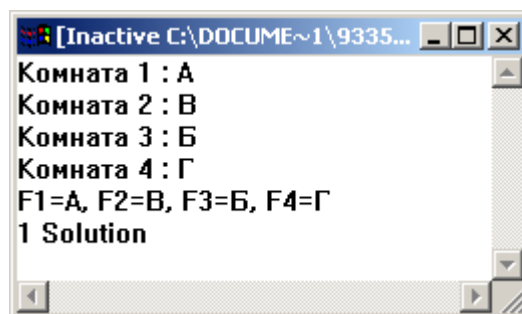 [Inactive C:\DOCUME~1\9335...
Комната 1 : А
Комната 2 : В
Комната 3 : Б
Комната 4 : Г
F1=А, F2=В, F3=Б, F4=Г
1 Solution